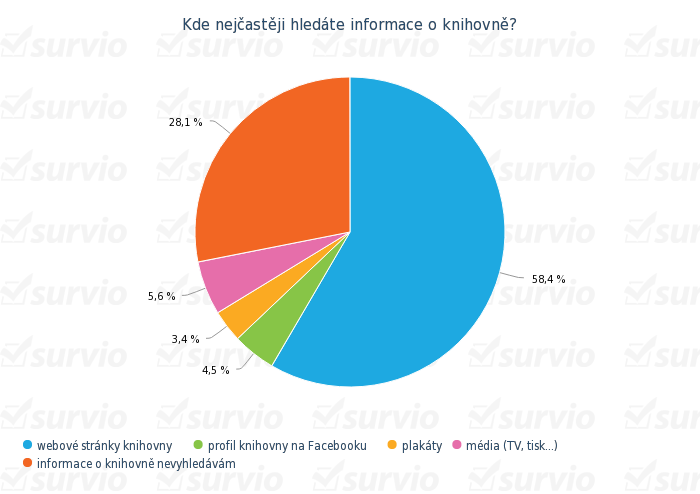 Kde nejčastěji hledáte informace o knihovně?
28,1 %
58,4 %
5,6 %
3,4 %
4,5 %
webové stránky knihovny profil knihovny na Facebooku plakáty média (TV, tisk...)
informace o knihovně nevyhledávám
survio